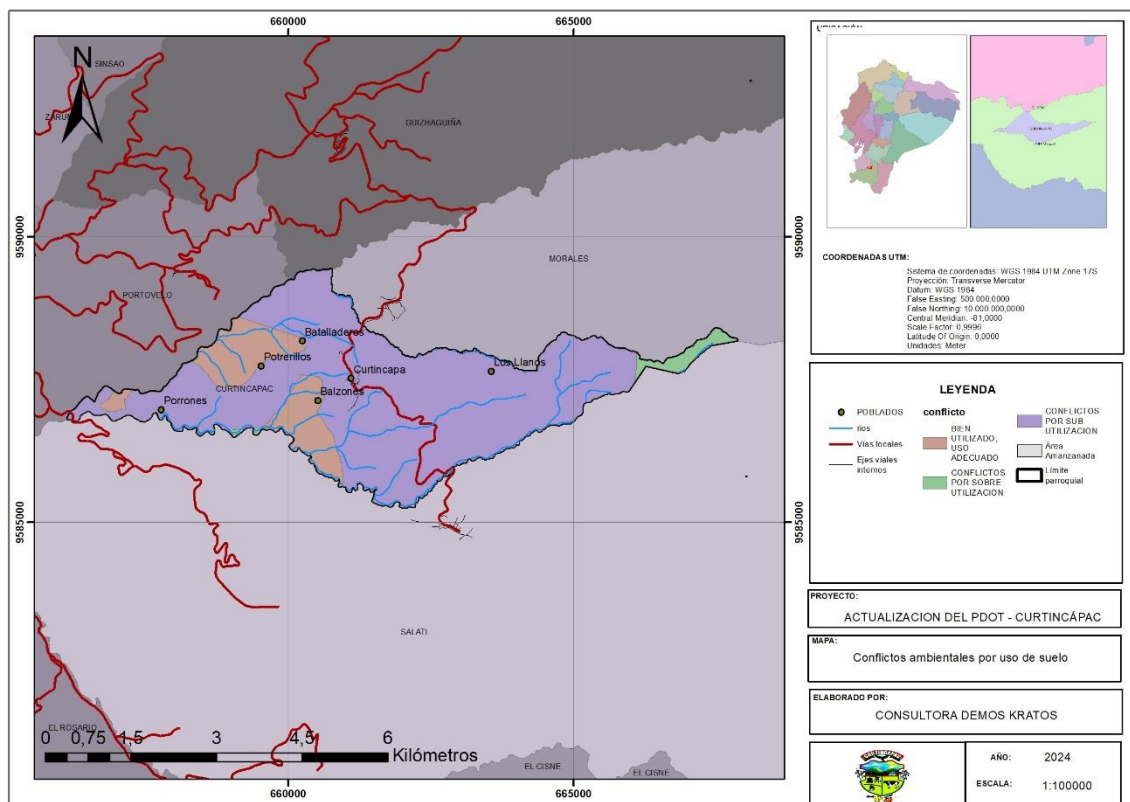 660000
665000
N
SINSAO
GUIZHAGUIÑA
9590000
9590000
MORALES
PORTOVELO
Batalladeros
Potrerillos
Curtincapa
Los Llanos
CURTINCAPAC
Balzones
Porrones
9585000
9585000
SALATI
EL ROSARIO
0 0,75 1,5 3 4,5 6
Kilómetros
EL CISNE
EL CISNE
660000
665000
COORDENADAS UTM:
Sistema de coordenadas: WGS 1984 UTM Zone 17S
Proyección: Transverse Mercator
Datum: WGS 1984
False Easting: 500.000,0000
False Northing: 10.000.000,0000
Central Meridian: -81,0000
Scale Factor: 0,9996
Latitude Of Origin: 0,0000
Unidades: Meter
LEYENDA
POBLADOS
rios
Vías locales
Ejes viales
internos
conflicto
BIEN
UTILIZADO,
USO
ADECUADO
CONFLICTOS
POR SOBRE
UTILIZACION
CONFLICTOS
POR SUB
UTILIZACION
Área
Amanzanada
Límite
parroquial
PROYECTO:
ACTUALIZACION DEL PDOT - CURTINCÁPAC
MAPA:
Conflictos ambientales por uso de suelo
ELABORADO POR:
CONSULTORA DEMOS KRATOS
AÑO: 2024
ESCALA: 1:100000